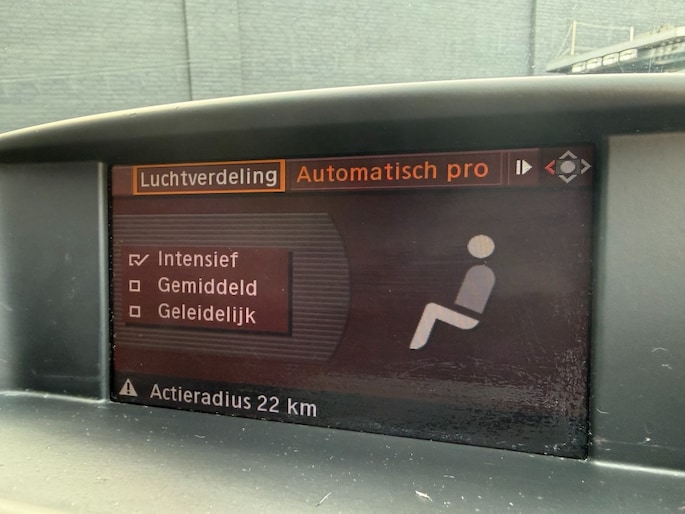 Luchtverdeling Automatisch pro
Intensief
Gemiddeld
Geleidelijk
Actieradius 22 km